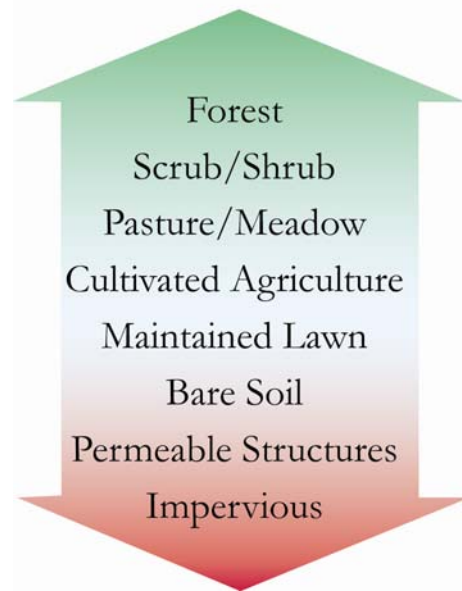 Forest
Scrub/Shrub
Pasture/Meadow
Cultivated Agriculture
Maintained Lawn
Bare Soil
Permeable Structures
Impervious